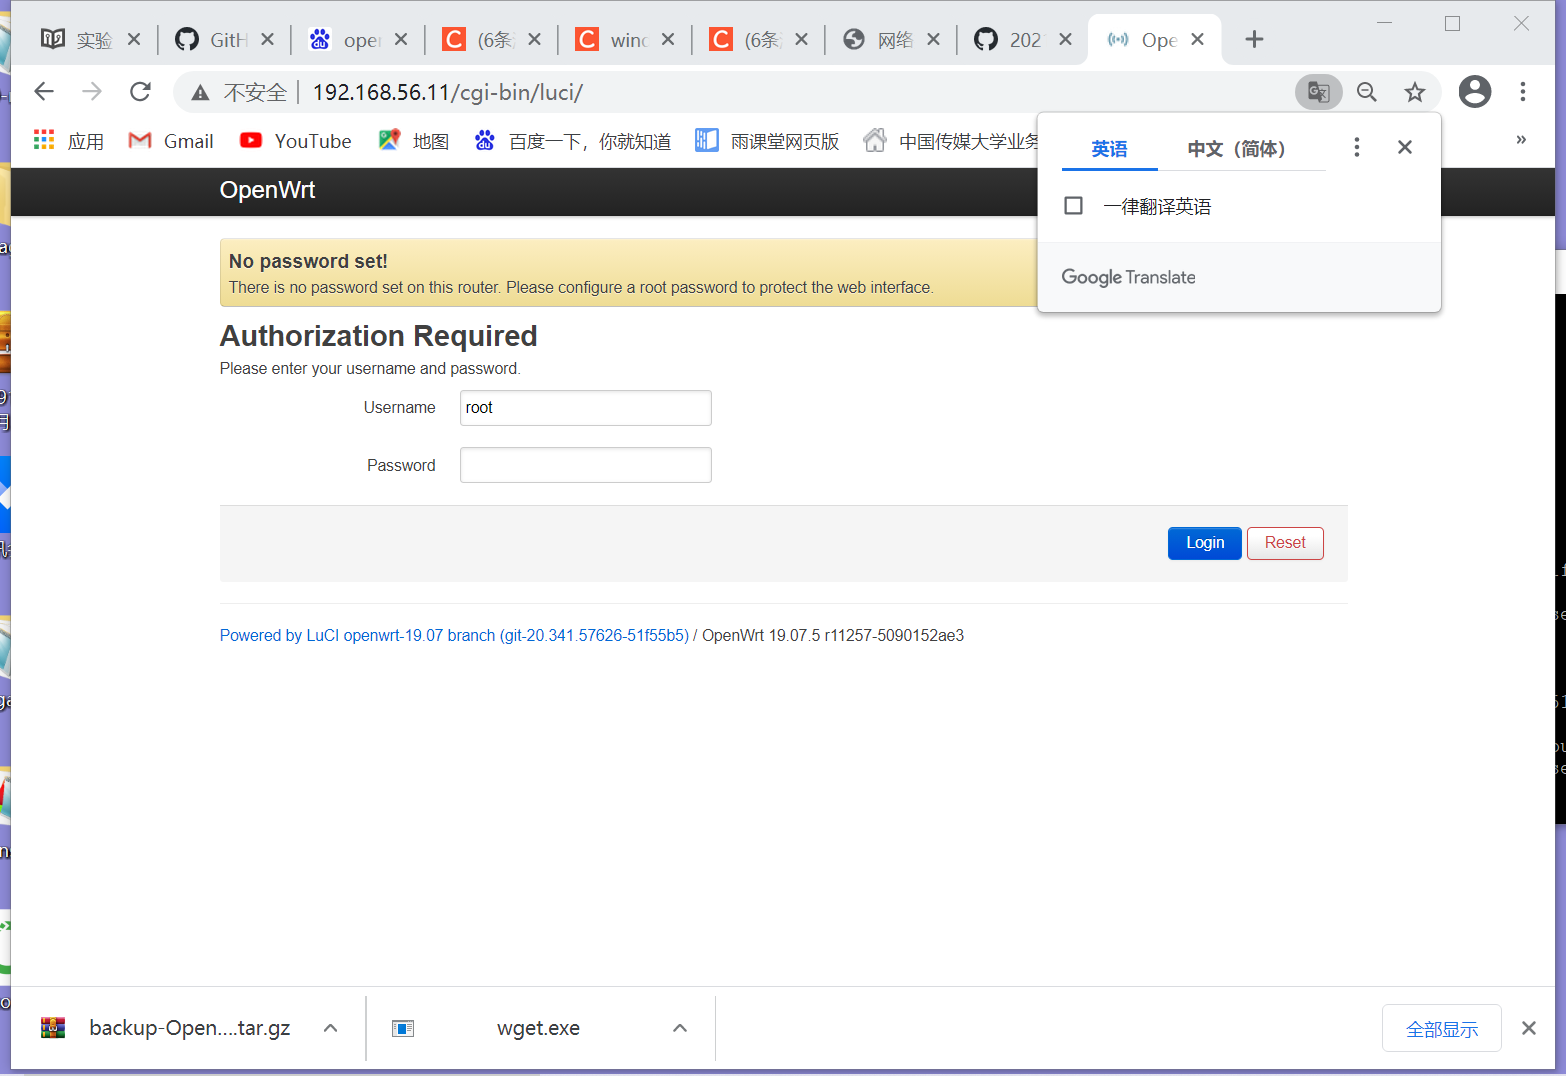 实验
GitH
oper
(6条
winc
(6条
网络
202
Ope
不安全
192.168.56.11/cgi-bin/luci/
应用
Gmail
YouTube
地图
百度一下，你就知道
雨课堂网页版
中国传媒大学业务
»
英语
中文（简体）
一律翻译英语
Google Translate
OpenWrt
No password set!
There is no password set on this router. Please configure a root password to protect the web interface.
Authorization Required
Please enter your username and password.
Username
root
Password
Login
Reset
Powered by LuCI openwrt-19.07 branch (git-20.341.57626-51f55b5) / OpenWrt 19.07.5 r11257-5090152ae3
backup-Open....tar.gz
wget.exe
全部显示